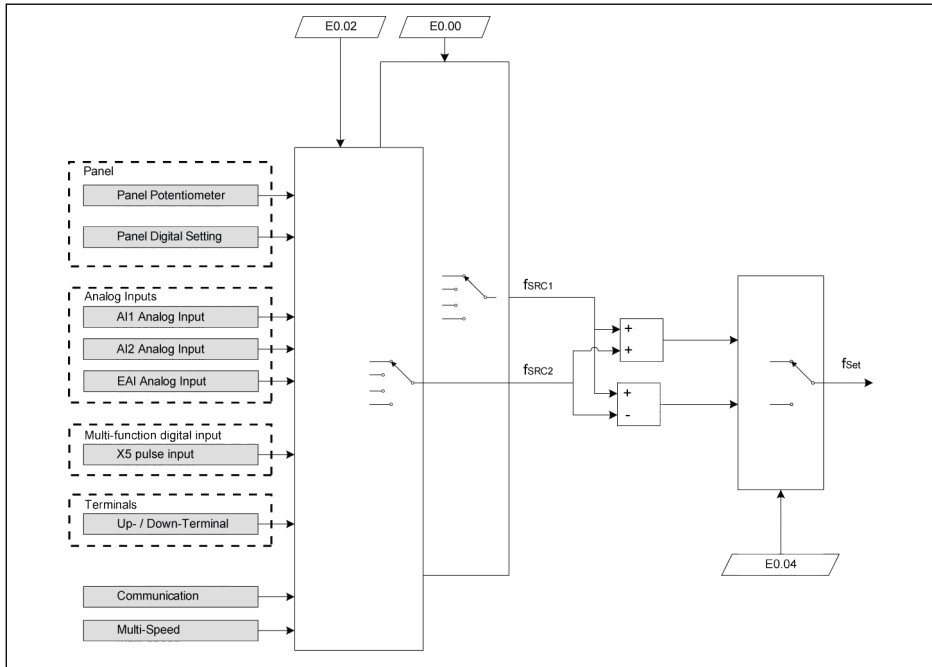 E0.02
E0.00
Panel
Panel Potentiometer
Panel Digital Setting
Analog Inputs
AI1 Analog Input
AI2 Analog Input
EAI Analog Input
Multi-function digital input
X5 pulse input
Terminals
Up- / Down-Terminal
Communication
Multi-Speed
fSRC1
fSRC2
+
+
+
-
fSet
E0.04